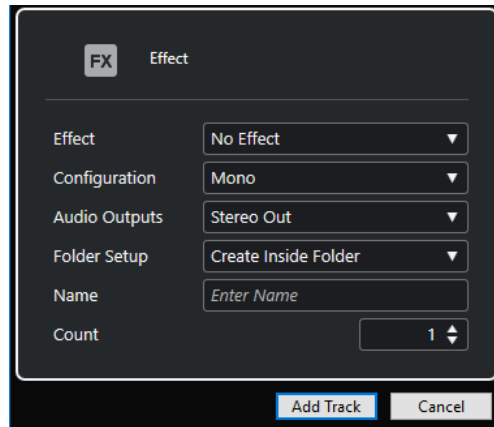 FX Effect
Effect No Effect
Configuration Mono
Audio Outputs Stereo Out
Folder Setup Create Inside Folder
Name Enter Name
Count 1
Add Track Cancel